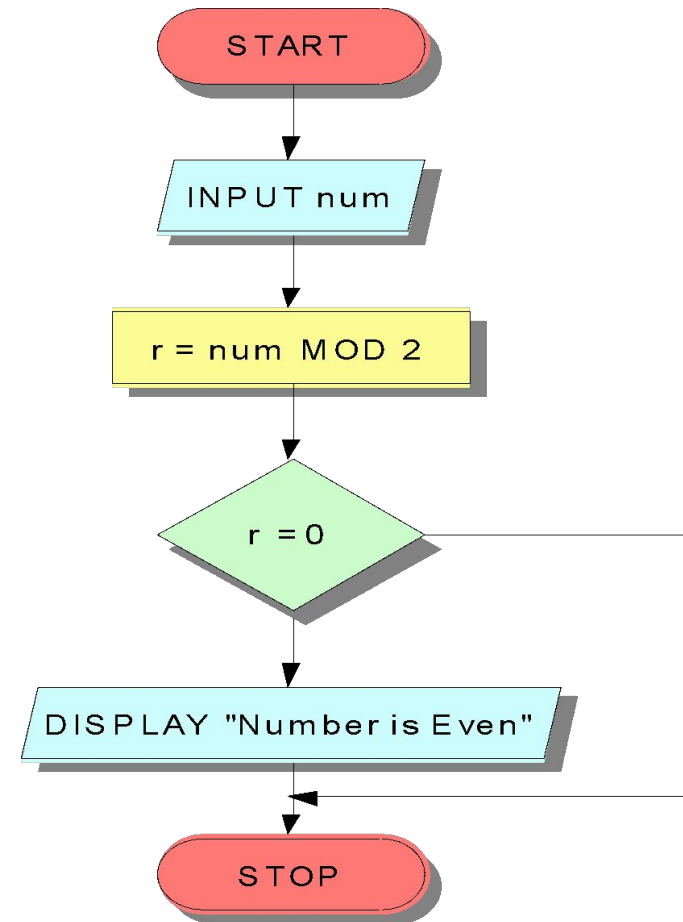 START
INPUT num
r = num MOD 2
r = 0
DISPLAY "Number is Even"
STOP